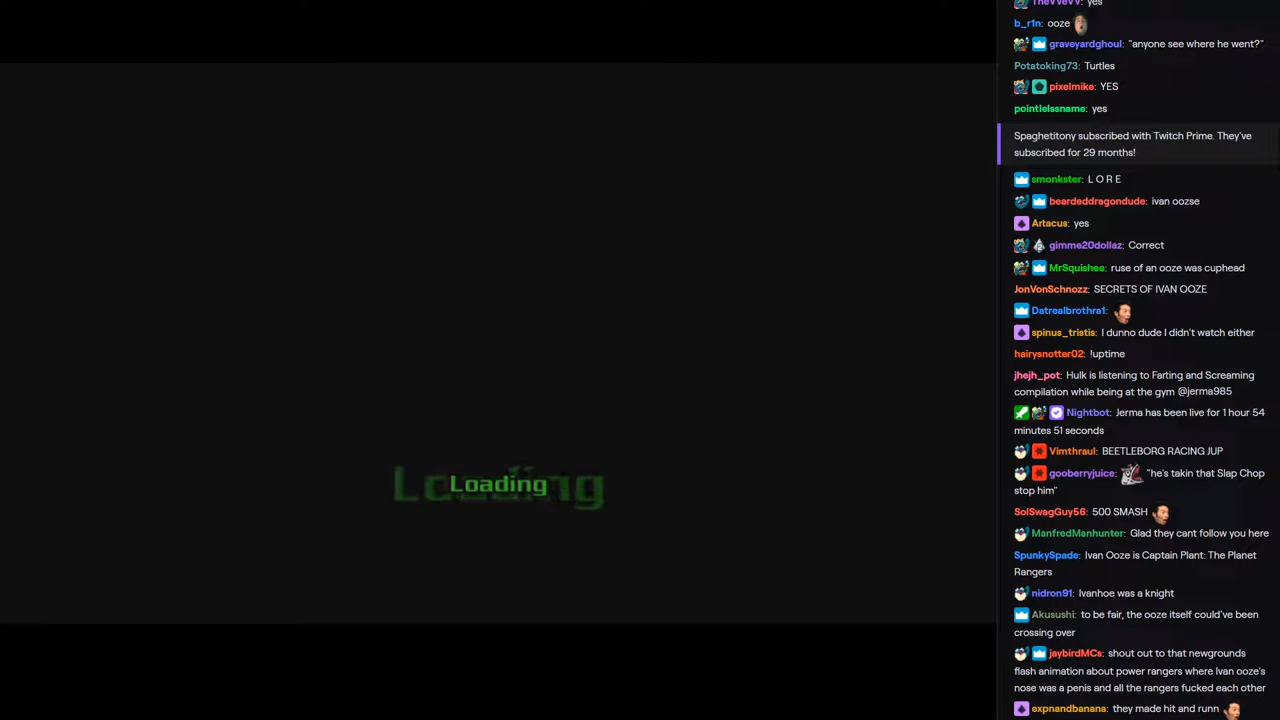 TheVVeVV: yes
b_r1n: ooze
graveyardghoul: "anyone see where he went?"
Potatoking73: Turtles
pixelmike: YES
pointlelssname: yes
Spaghetitony subscribed with Twitch Prime. They've
subscribed for 29 months!
smonkster: L O R E
beardeddragondude: ivan oozse
Artacus: yes
gimme20dollaz: Correct
MrSquishee: ruse of an ooze was cuphead
JonVonSchnozz: SECRETS OF IVAN OOZE
Datrealbrothra1:
spinus_tristis: I dunno dude I didn't watch either
hairysnotter02: !uptime
jhejh_pot: Hulk is listening to Farting and Screaming
compilation while being at the gym @jerma985
Nightbot: Jerma has been live for 1 hour 54
minutes 51 seconds
Vimthraul: BEETLEBORG RACING JUP
gooberryjuice: "he's takin that Slap Chop
stop him"
SolSwagGuy56: 500 SMASH
ManfredManhunter: Glad they cant follow you here
SpunkySpade: Ivan Ooze is Captain Plant: The Planet
Rangers
nidron91: Ivanhoe was a knight
Akusushi: to be fair, the ooze itself could've been
crossing over
jaybirdMCs: shout out to that newgrounds
flash animation about power rangers where Ivan ooze's
nose was a penis and all the rangers fucked each other
expnandbanana: they made hit and runn
Loading
Loading